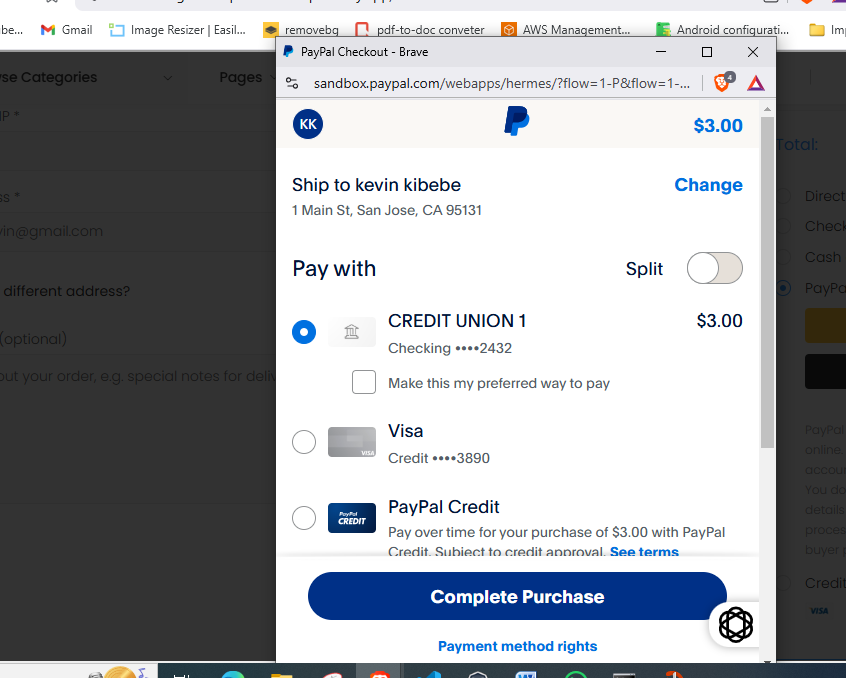 be...
Gmail
Image Resizer | Easil...
removebg
pdf-to-doc conveter
AWS Management...
Android configurati...
Imp
PayPal Checkout - Brave
sandbox.paypal.com/webapps/hermes/?flow=1-P&flow=1-...
4
se Categories
Pages
IP *
ss *
vin@gmail.com
different address?
(optional)
out your order, e.g. special notes for deliv
KK
$3.00
Ship to kevin kibebe
Change
1 Main St, San Jose, CA 95131
Pay with
Split
CREDIT UNION 1
$3.00
Checking ••••2432
Make this my preferred way to pay
Visa
VISA
Credit ••••3890
PayPal Credit
PayPal
CREDIT
Pay over time for your purchase of $3.00 with PayPal
Credit. Subject to credit approval. See terms
Complete Purchase
Payment method rights
Total:
Direct
Check
Cash
PayPa
PayPal
online
accou
You do
details
proces
buyer p
Credit
VISA